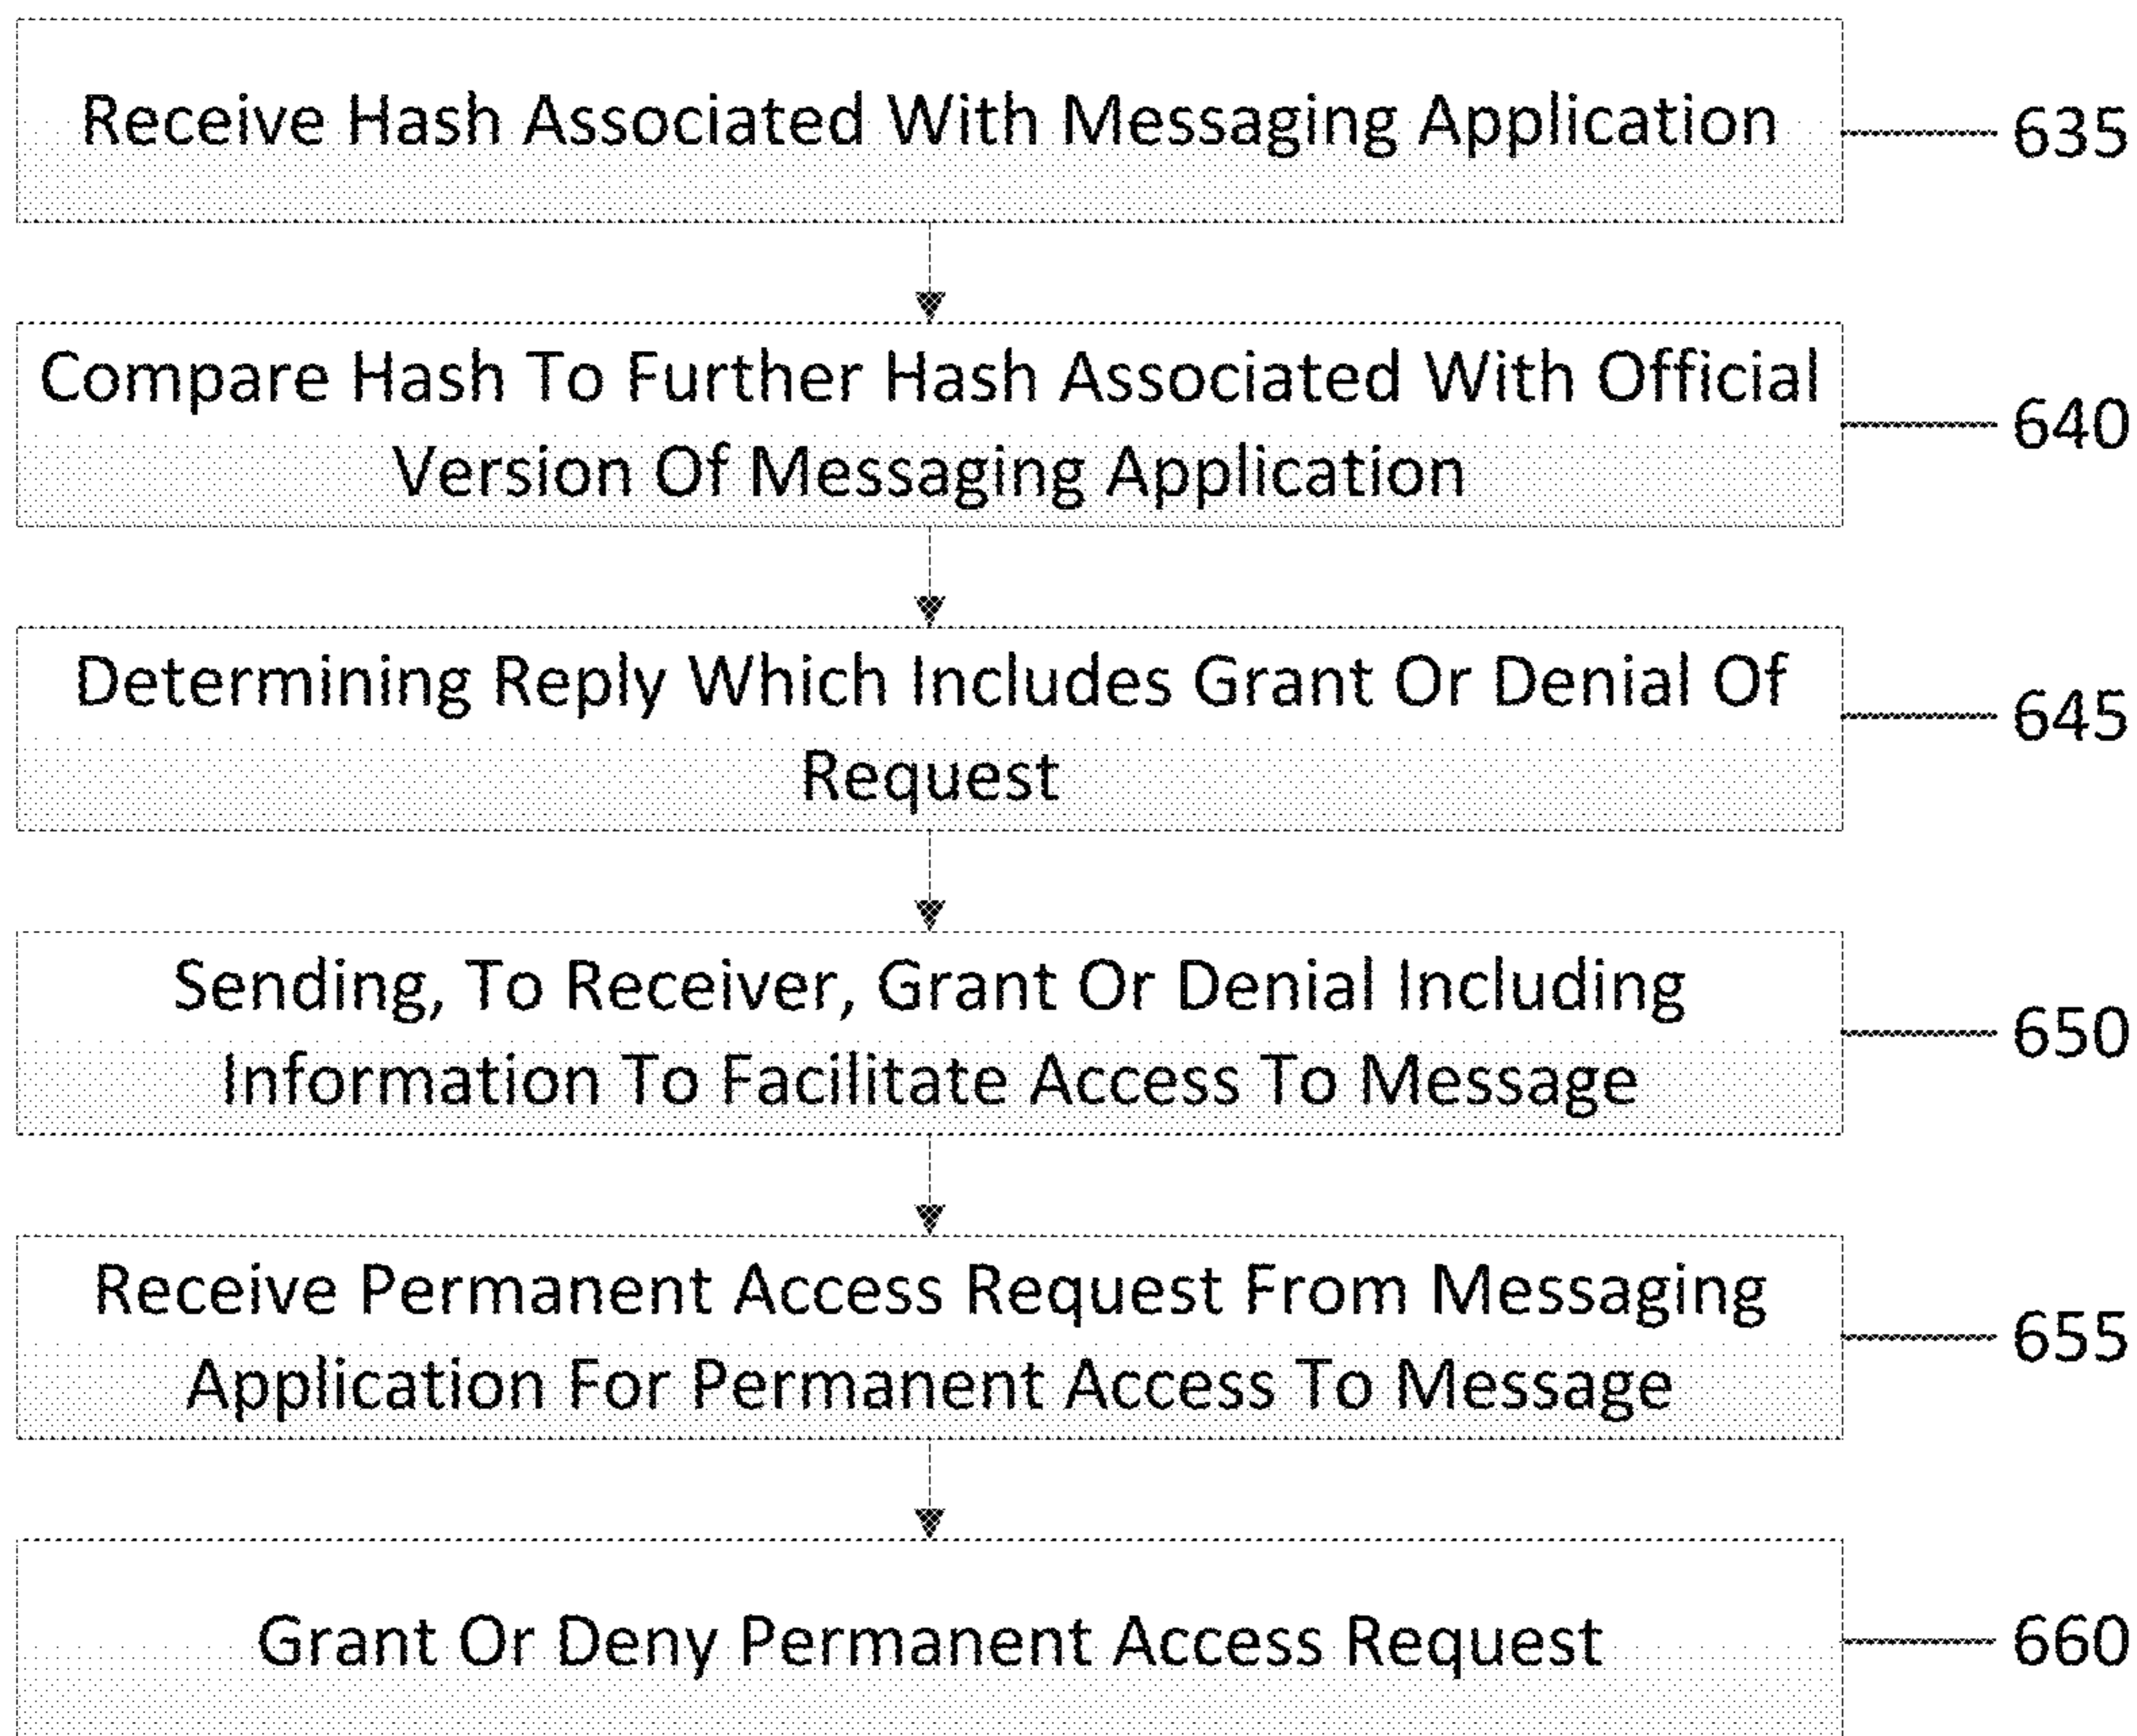 Receive Hash Associated With Messaging Application
635
Compare Hash To Further Hash Associated With Official
Version Of Messaging Application
640
Determining Reply Which Includes Grant Or Denial Of
Request
645
Sending, To Receiver, Grant Or Denial Including
Information To Facilitate Access To Message
650
Receive Permanent Access Request From Messaging
Application For Permanent Access To Message
655
Grant Or Deny Permanent Access Request
660